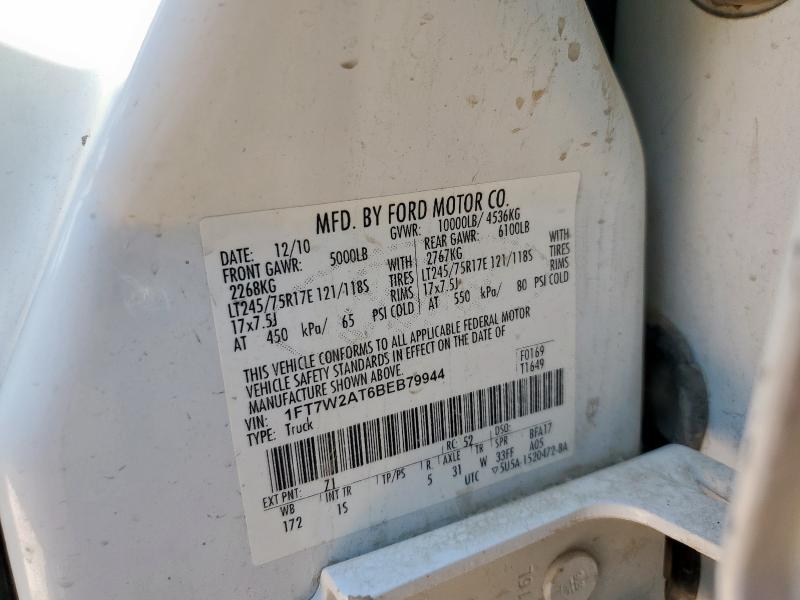 MFD. BY FORD MOTOR CO.
DATE: 12/10 GVWR: 10000LB/ 4536KG
FRONT GAWR: 5000LB REAR GAWR: 6100LB
2268KG WITH 2767KG WITH
LT245/75R17E 121/118S TIRES LT245/75R17E 121/118S TIRES
17x7.5J RIMS 17x7.5J RIMS
AT 450 kPa/ 65 PSI COLD AT 550 kPa/ 80 PSI COLD
THIS VEHICLE CONFORMS TO ALL APPLICABLE FEDERAL MOTOR
VEHICLE SAFETY STANDARDS IN EFFECT ON THE DATE OF
MANUFACTURE SHOWN ABOVE. F0169
VIN: 1FT7W2AT6BEB79944 T1649
TYPE: Truck
RC: 52 DSO:
EXT PNT: Z1 BFA17
WB INT TR TP/PS R AXLE TR SPR A05
172 IS 5 31 W 33FF
UTC ▽5U5A-1520472-BA